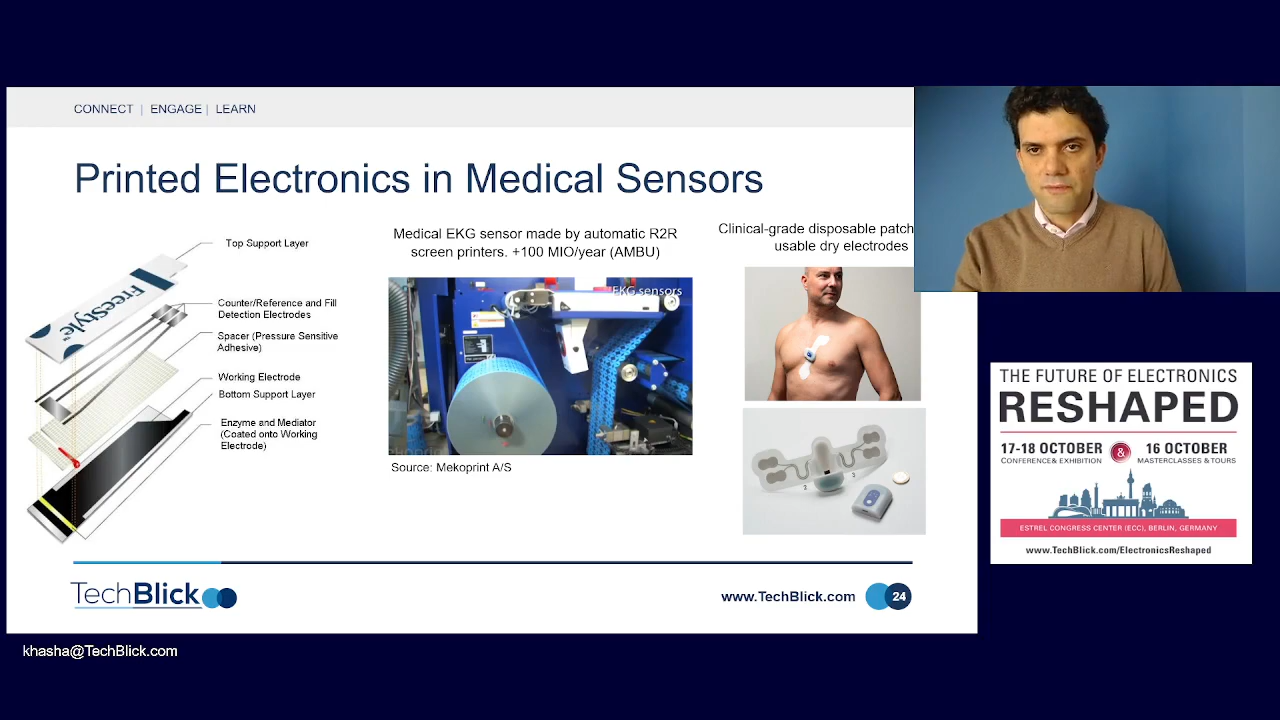 CONNECT | ENGAGE | LEARN
Printed Electronics in Medical Sensors
Top Support Layer
FreeStyle™
Counter/Reference and Fill
Detection Electrodes
Spacer (Pressure Sensitive
Adhesive)
Working Electrode
Bottom Support Layer
Enzyme and Mediator
(Coated onto Working
Electrode)
Medical EKG sensor made by automatic R2R
screen printers. +100 MIO/year (AMBU)
EKG sensors
Source: Mekoprint A/S
Clinical-grade disposable patch
usable dry electrodes
2
3
TechBlick
www.TechBlick.com
24
khasha@TechBlick.com
THE FUTURE OF ELECTRONICS
RESHAPED
17-18 OCTOBER & 16 OCTOBER
CONFERENCE& EXHIBITION MASTERCLASSES & TOURS
ESTREL CONGRESS CENTER (ECC), BERLIN, GERMANY
www.TechBlick.com/ElectronicsReshaped